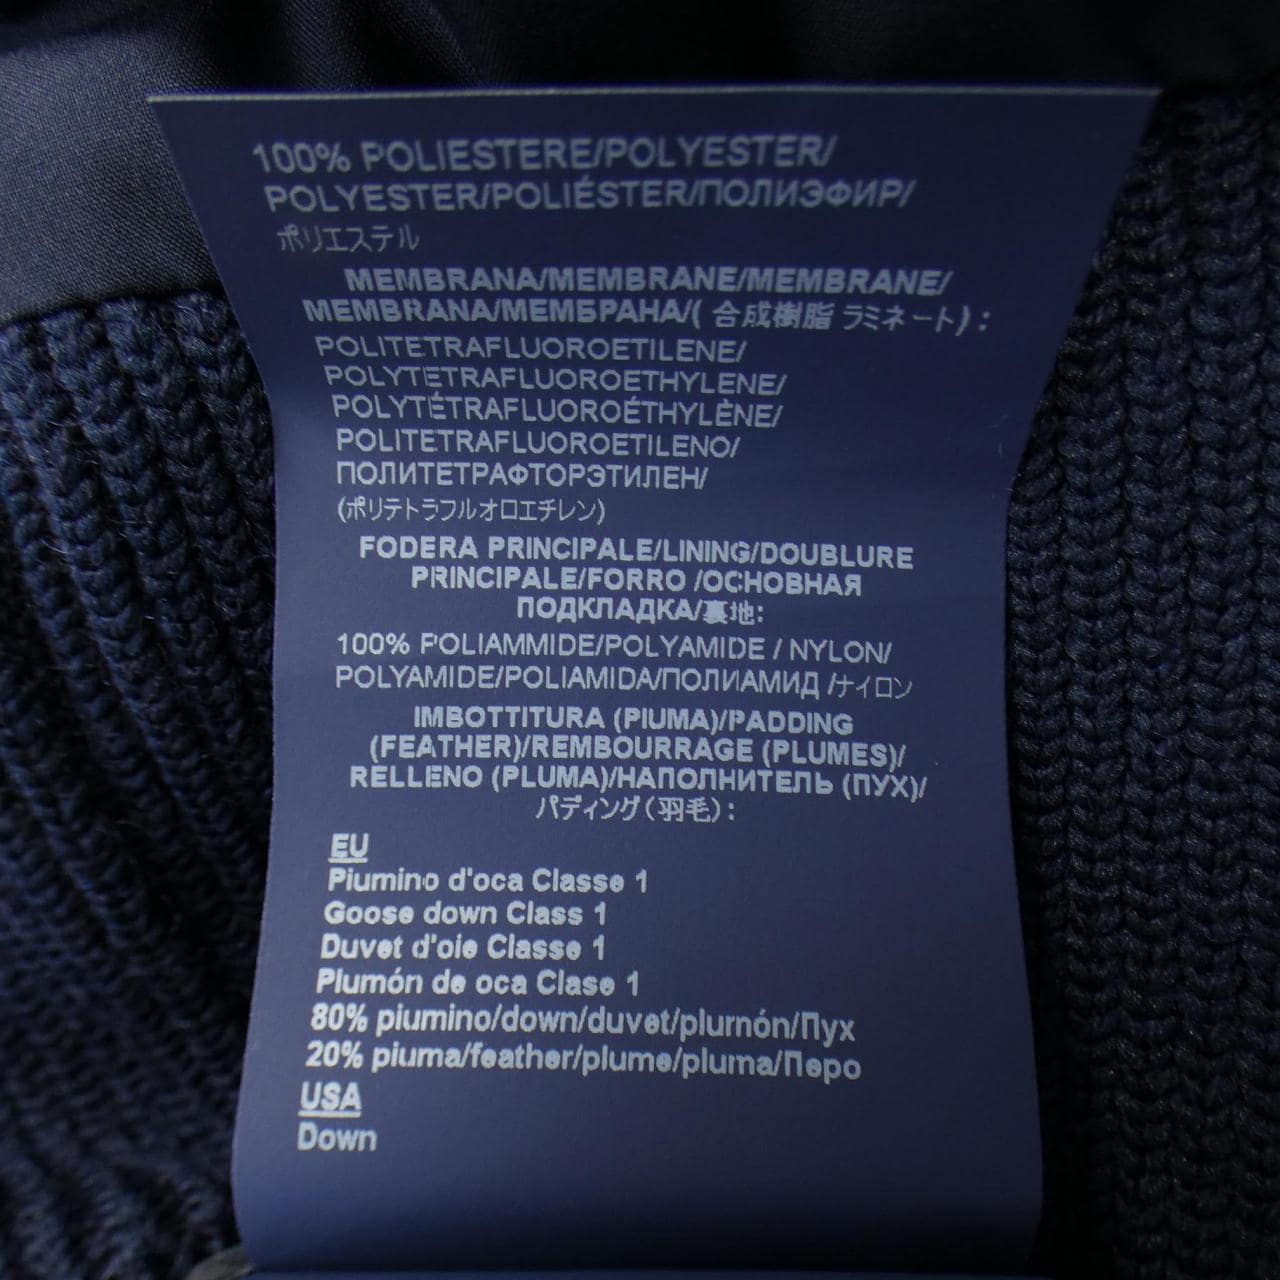 100% POLIESTERE/POLYESTER/
POLYESTER/POLIÉSTER/ПОЛИЭФИР/
ポリエステル
MEMBRANA/MEMBRANE/MEMBRANE/
MEMBRANA/МЕМБРАНА/(合成樹脂 ラミネート):
POLITETRAFLUOROETILENE/
POLYTETRAFLUOROETHYLENE/
POLYTÉTRAFLUOROÉTHYLÈNE/
POLITETRAFLUOROETILENO/
ПОЛИТЕТРАФТОРЭТИЛЕН/
(ポリテトラフルオロエチレン)
FODERA PRINCIPALE/LINING/DOUBLURE
PRINCIPALE/FORRO /ОСНОВНАЯ
ПОДКЛАДКА/裏地:
100% POLIAMMIDE/POLYAMIDE / NYLON/
POLYAMIDE/POLIAMIDA/ПОЛИАМИД /ナイロン
IMBOTTITURA (PIUMA)/PADDING
(FEATHER)/REMBOURRAGE (PLUMES)/
RELLENO (PLUMA)/НАПОЛНИТЕЛЬ (ПУХ)/
パディング(羽毛):
EU
Piumino d'oca Classe 1
Goose down Class 1
Duvet d'oie Classe 1
Plumón de oca Clase 1
80% piumino/down/duvet/plumón/Пух
20% piuma/feather/plume/pluma/Перо
USA
Down